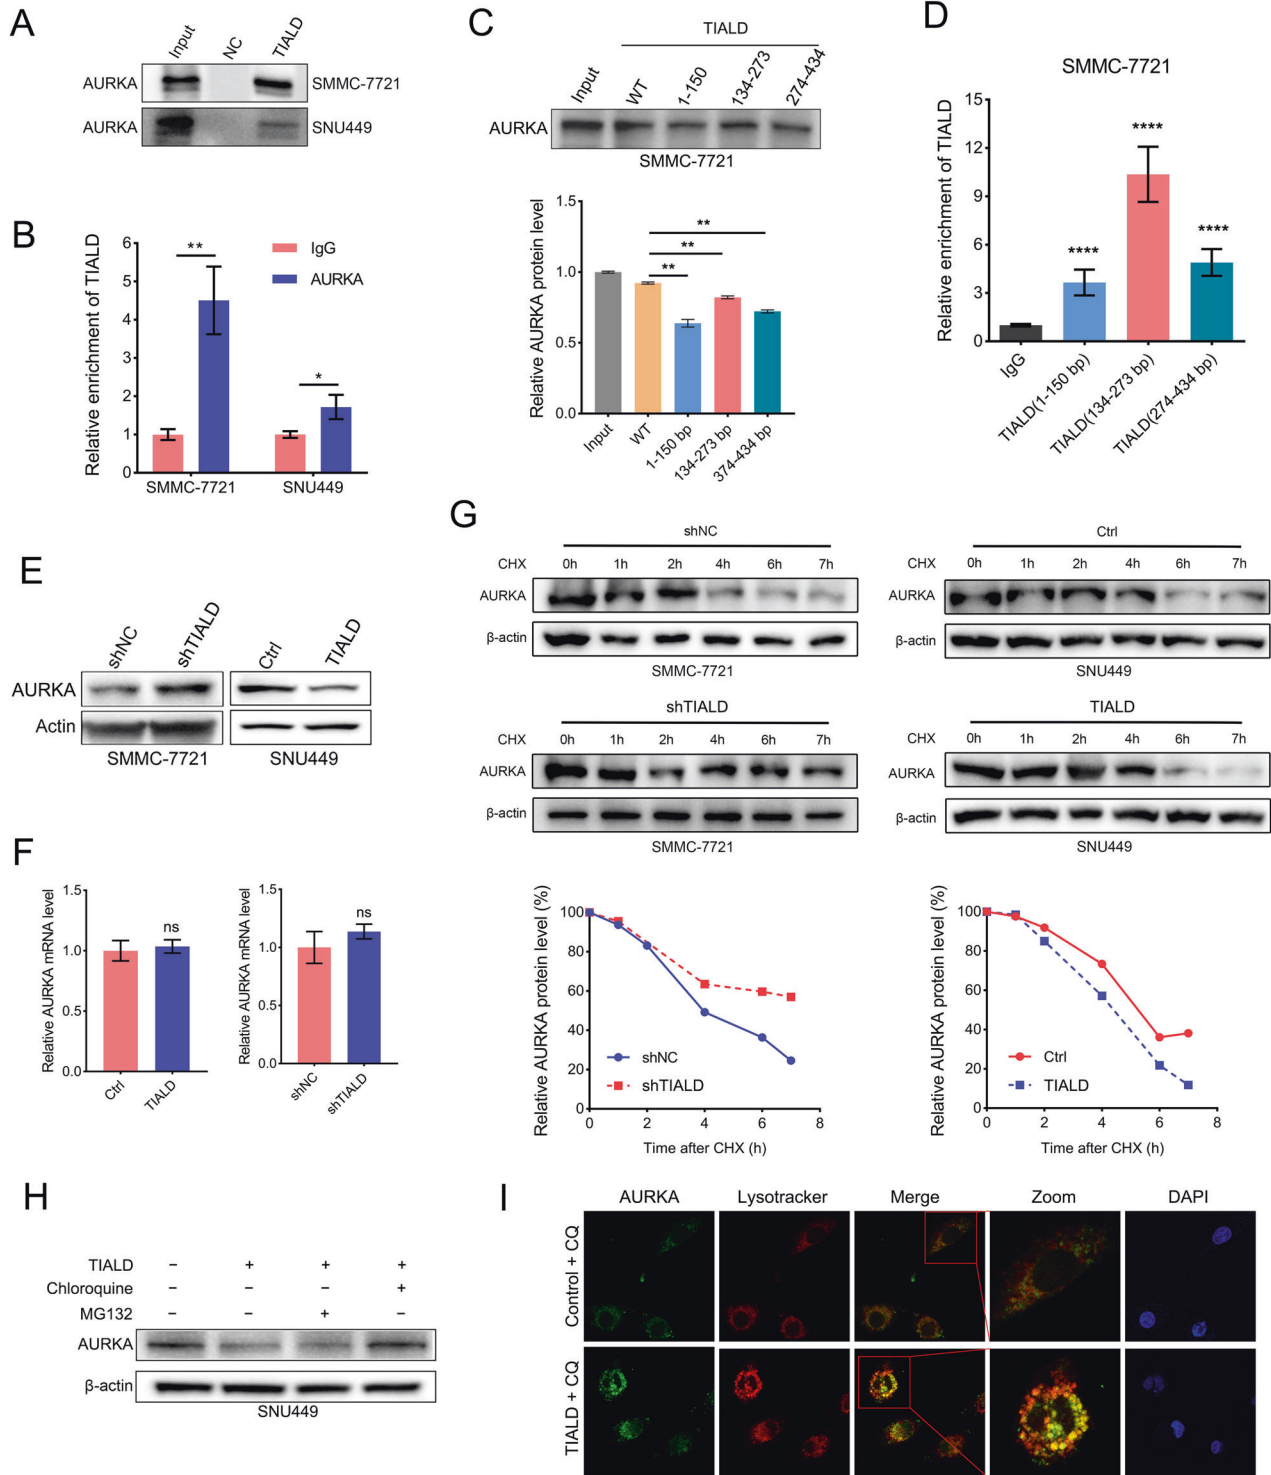 A
Input
NC
TIALD
AURKA
SMMC-7721
AURKA
SNU449
B
Relative enrichment of TIALD
6
5
4
3
2
1
0
**
*
IgG
AURKA
SMMC-7721
SNU449
C
TIALD
Input
WT
1-150
134-273
274-434
AURKA
SMMC-7721
Relative AURKA protein level
1.5
1.0
0.5
0.0
**
**
**
Input
WT
1-150 bp
134-273 bp
374-434 bp
D
SMMC-7721
Relative enrichment of TIALD
15
12
9
6
3
0
****
****
****
IgG
TIALD(1-150 bp)
TIALD(134-273 bp)
TIALD(274-434 bp)
E
shNC
shTIALD
Ctrl
TIALD
AURKA
Actin
SMMC-7721
SNU449
F
Relative AURKA mRNA level
1.5
1.0
0.5
0.0
ns
Ctrl
TIALD
Relative AURKA mRNA level
1.5
1.0
0.5
0.0
ns
shNC
shTIALD
G
shNC
CHX 0h 1h 2h 4h 6h 7h
AURKA
β-actin
SMMC-7721
Ctrl
CHX 0h 1h 2h 4h 6h 7h
AURKA
β-actin
SNU449
shTIALD
CHX 0h 1h 2h 4h 6h 7h
AURKA
β-actin
SMMC-7721
TIALD
CHX 0h 1h 2h 4h 6h 7h
AURKA
β-actin
SNU449
Relative AURKA protein level (%)
100
80
60
40
20
0
shNC
shTIALD
0 2 4 6 8
Time after CHX (h)
Relative AURKA protein level (%)
100
80
60
40
20
0
Ctrl
TIALD
0 2 4 6 8
Time after CHX (h)
H
TIALD − + + +
Chloroquine − − − +
MG132 − − + −
AURKA
β-actin
SNU449
I
AURKA Lysotracker Merge Zoom DAPI
Control + CQ
TIALD + CQ